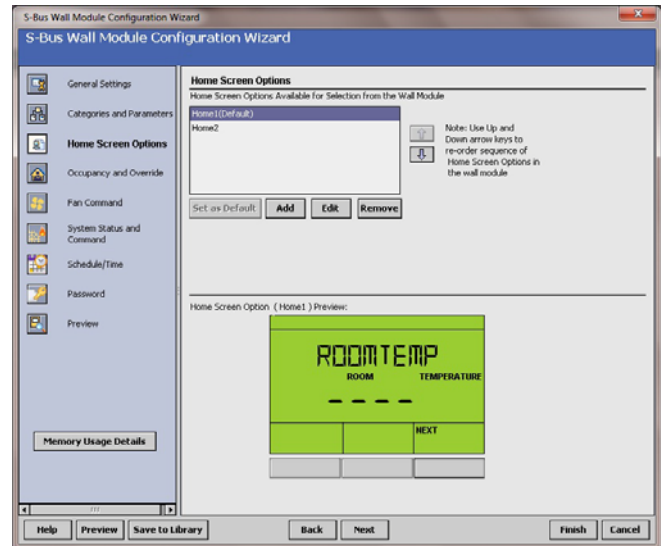 S-Bus Wall Module Configuration Wizard
S-Bus Wall Module Configuration Wizard
General Settings
Categories and Parameters
Home Screen Options
Occupancy and Override
Fan Command
System Status and
Command
Schedule/Time
Password
Preview
Memory Usage Details
Home Screen Options
Home Screen Options Available for Selection from the Wall Module
Home1(Default)
Home2
Note: Use Up and
Down arrow keys to
re-order sequence of
Home Screen Options in
the wall module
Set as Default Add Edit Remove
Home Screen Option ( Home1 ) Preview:
ROOMTEMP
ROOM TEMPERATURE
----
NEXT
Help Preview Save to Library Back Next Finish Cancel